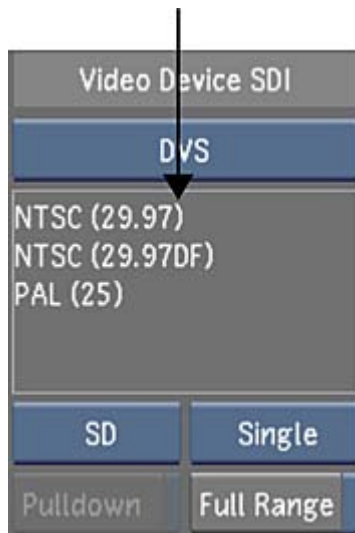 Video Device SDI
DVS
NTSC (29.97)
NTSC (29.97DF)
PAL (25)
SD Single
Pulldown Full Range